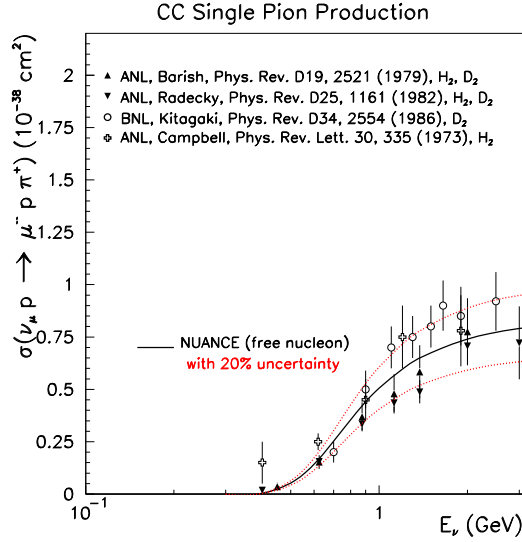 CC Single Pion Production
σ(ν_μ p → μ⁻ p π⁺) (10⁻³⁸ cm²)
2
1.75
1.5
1.25
1
0.75
0.5
0.25
0
ANL, Barish, Phys. Rev. D19, 2521 (1979), H₂, D₂
ANL, Radecky, Phys. Rev. D25, 1161 (1982), H₂, D₂
BNL, Kitagaki, Phys. Rev. D34, 2554 (1986), D₂
ANL, Campbell, Phys. Rev. Lett. 30, 335 (1973), H₂
NUANCE (free nucleon)
with 20% uncertainty
10⁻¹
1
E_ν (GeV)